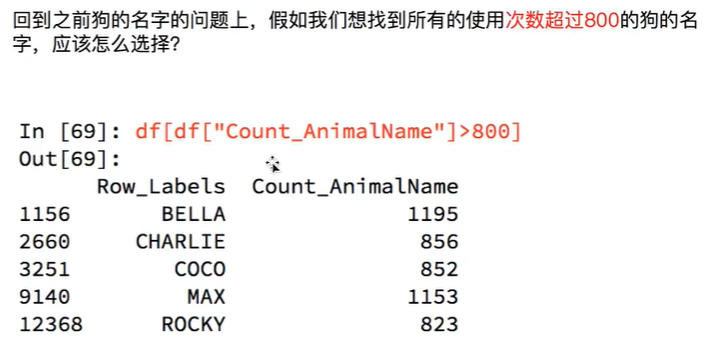 回到之前狗的名字的问题上，假如我们想找到所有的使用次数超过800的狗的名
字，应该怎么选择？
In [69]: df[df["Count_AnimalName"]>800]
Out[69]:
Row_Labels Count_AnimalName
1156 BELLA 1195
2660 CHARLIE 856
3251 COCO 852
9140 MAX 1153
12368 ROCKY 823